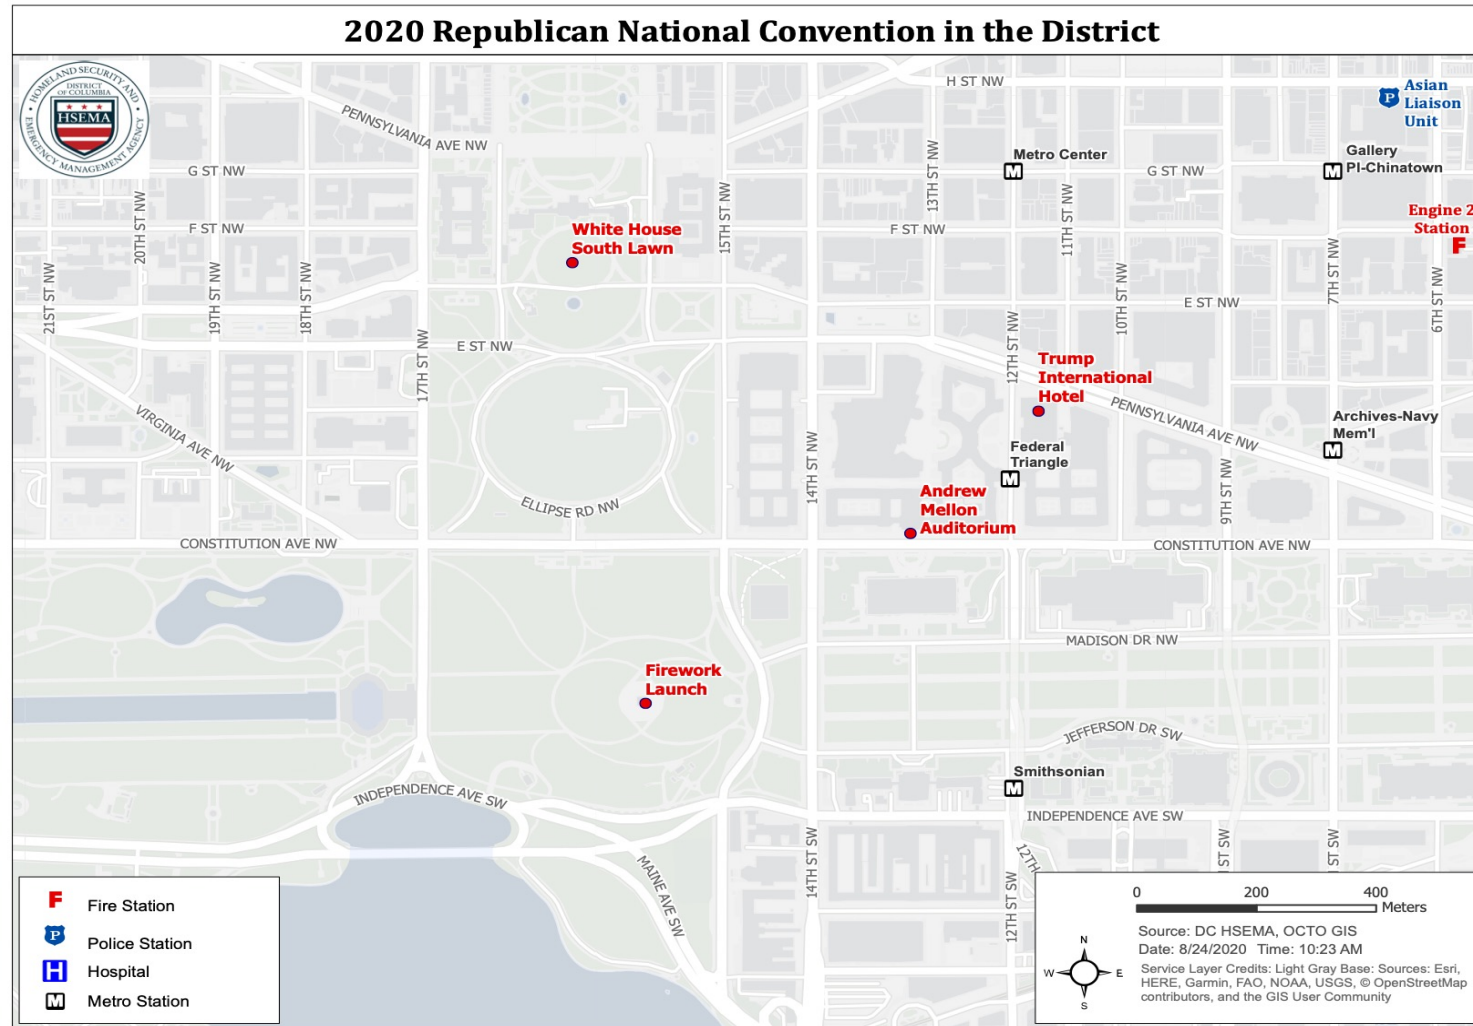 2020 Republican National Convention in the District
HOMELAND SECURITY AND
EMERGENCY MANAGEMENT AGENCY
DISTRICT
OF COLUMBIA
HSEMA
H ST NW
P
Asian
Liaison
Unit
PENNSYLVANIA AVE NW
G ST NW
Metro Center
M
13TH ST NW
11TH ST NW
G ST NW
Gallery
Pl-Chinatown
M
20TH ST NW
F ST NW
White House
South Lawn
15TH ST NW
F ST NW
Engine 2
Station
F
21ST ST NW
19TH ST NW
18TH ST NW
17TH ST NW
E ST NW
12TH ST NW
10TH ST NW
E ST NW
7TH ST NW
6TH ST NW
Trump
International
Hotel
PENNSYLVANIA AVE NW
VIRGINIA AVE NW
Archives-Navy
Mem'l
M
14TH ST NW
Federal
Triangle
M
9TH ST NW
ELLIPSE RD NW
Andrew
Mellon
Auditorium
CONSTITUTION AVE NW
CONSTITUTION AVE NW
MADISON DR NW
Firework
Launch
JEFFERSON DR SW
Smithsonian
M
INDEPENDENCE AVE SW
INDEPENDENCE AVE SW
MAINE AVE SW
14TH ST SW
12TH ST SW
12TH
ST SW
ST SW
F Fire Station
P Police Station
H Hospital
M Metro Station
0 200 400
Meters
N
W E
S
Source: DC HSEMA, OCTO GIS
Date: 8/24/2020 Time: 10:23 AM
Service Layer Credits: Light Gray Base: Sources: Esri,
HERE, Garmin, FAO, NOAA, USGS, © OpenStreetMap
contributors, and the GIS User Community